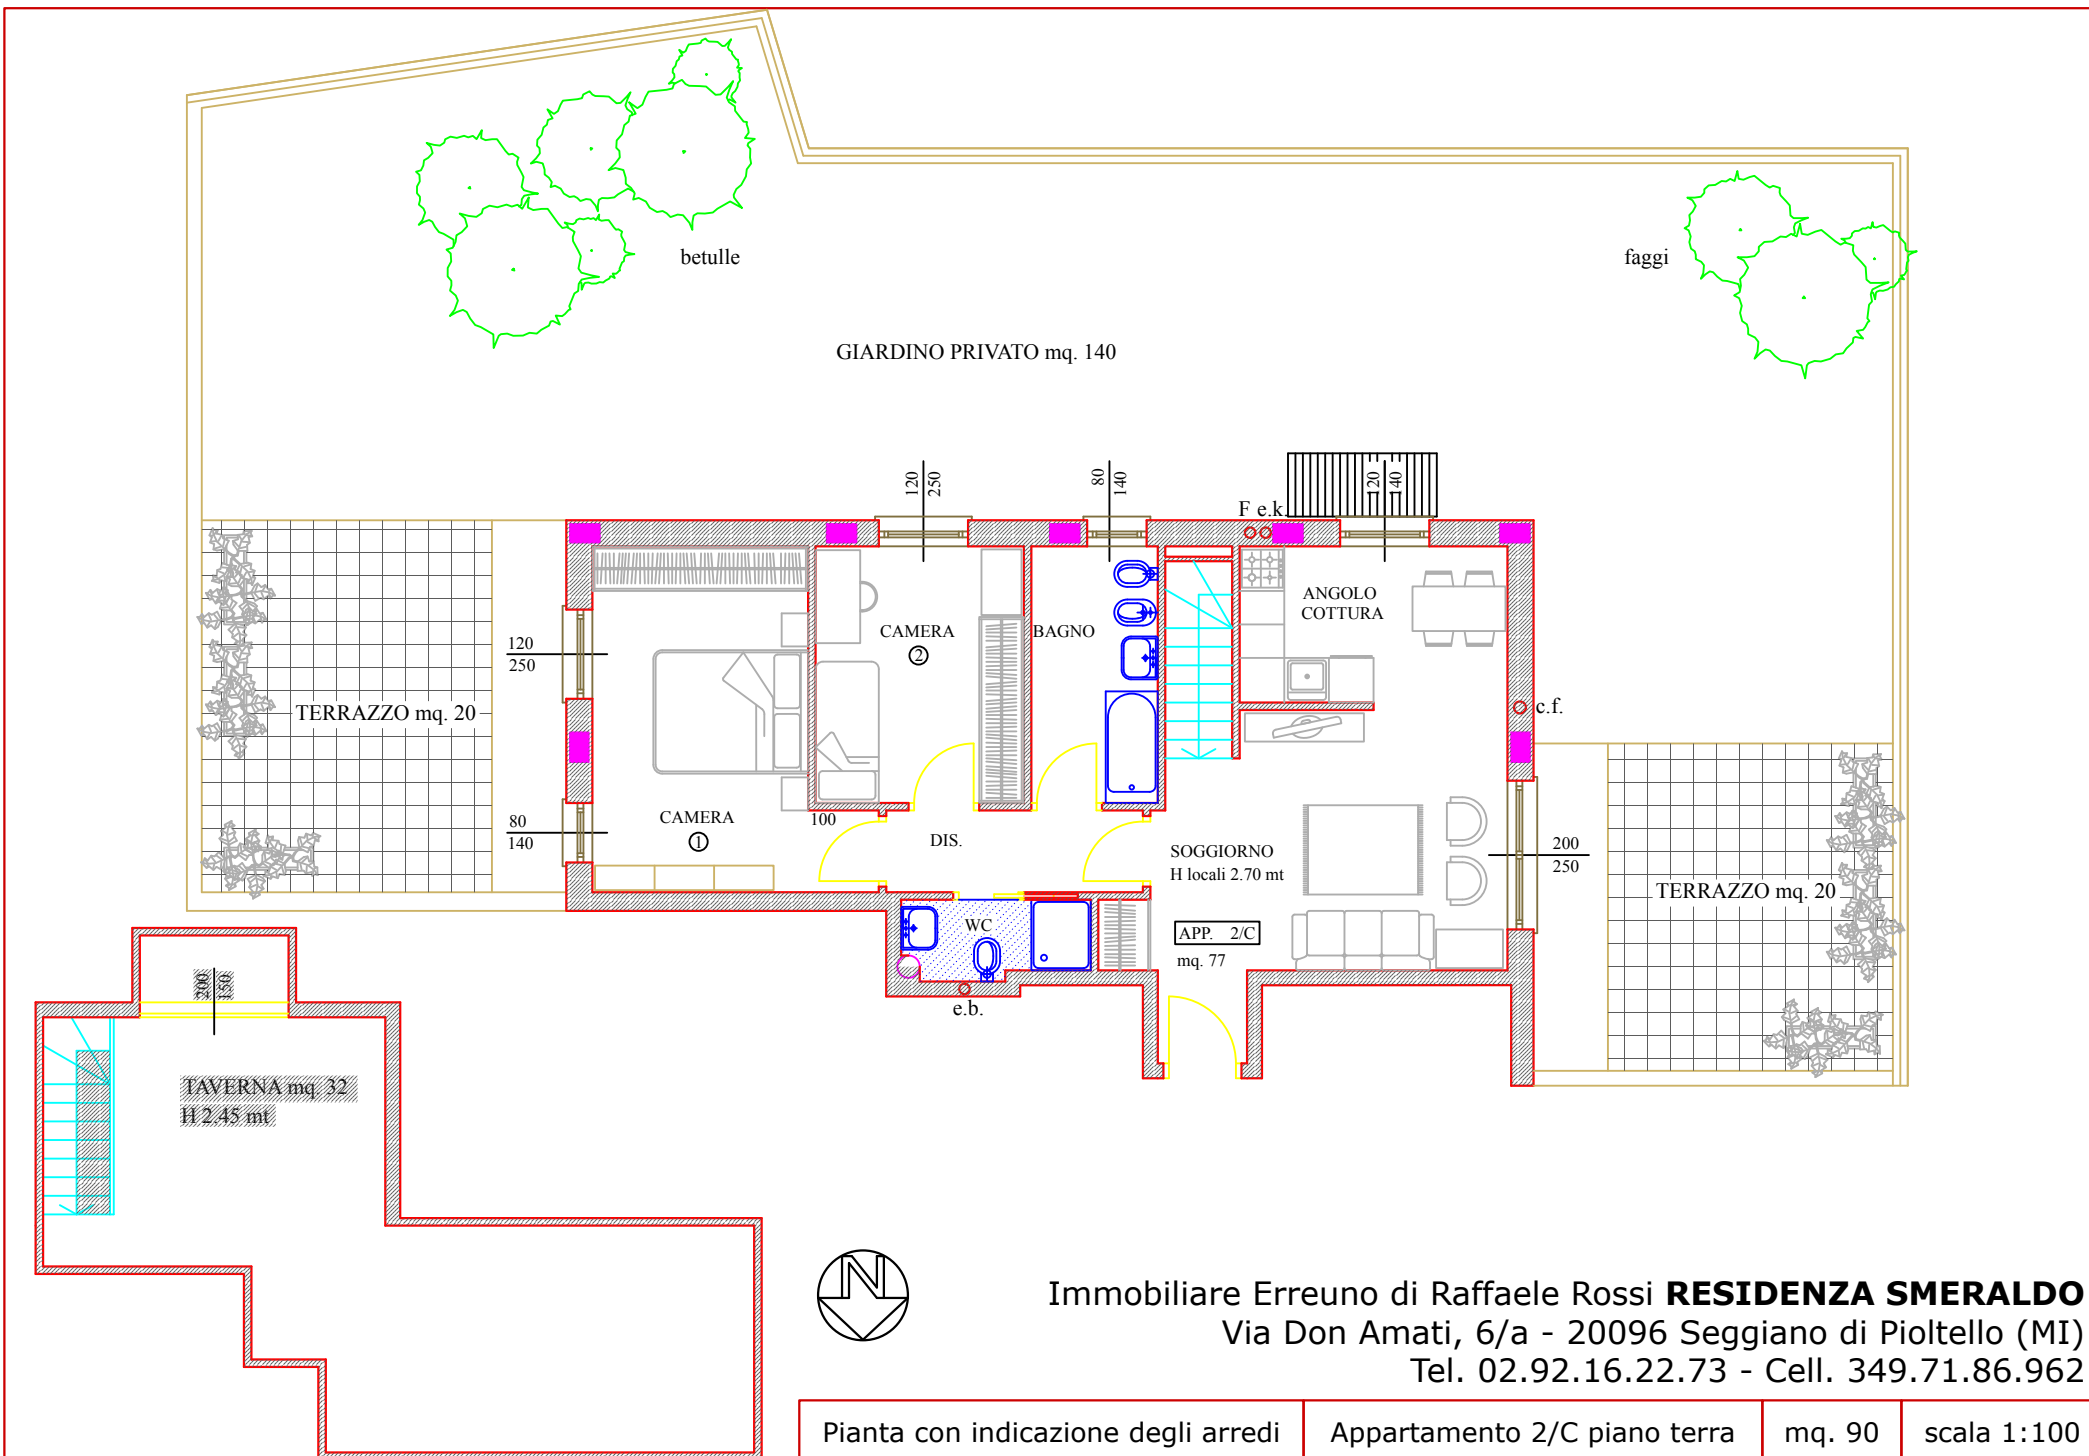 betulle
faggi
GIARDINO PRIVATO mq. 140
120
250
80
140
120
140
F e.k.
ANGOLO
COTTURA
CAMERA
2
BAGNO
120
250
TERRAZZO mq. 20
c.f.
CAMERA
1
80
140
100
DIS.
SOGGIORNO
H locali 2.70 mt
200
250
TERRAZZO mq. 20
WC
APP. 2/C
mq. 77
e.b.
200
150
TAVERNA mq. 32
H 2.45 mt
N
Immobiliare Erreuno di Raffaele Rossi RESIDENZA SMERALDO
Via Don Amati, 6/a - 20096 Seggiano di Pioltello (MI)
Tel. 02.92.16.22.73 - Cell. 349.71.86.962
Pianta con indicazione degli arredi
Appartamento 2/C piano terra
mq. 90
scala 1:100